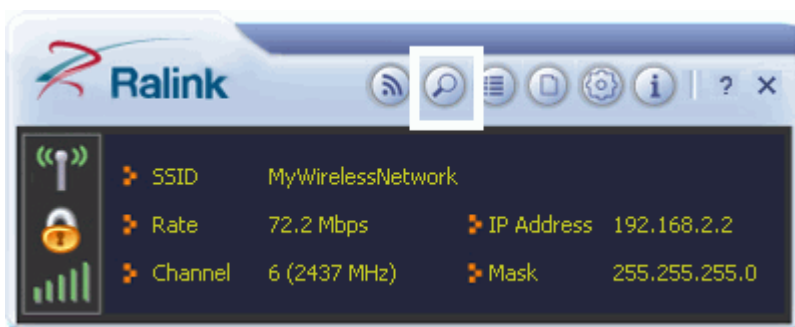 Ralink
i ? ×
SSID MyWirelessNetwork
Rate 72.2 Mbps IP Address 192.168.2.2
Channel 6 (2437 MHz) Mask 255.255.255.0